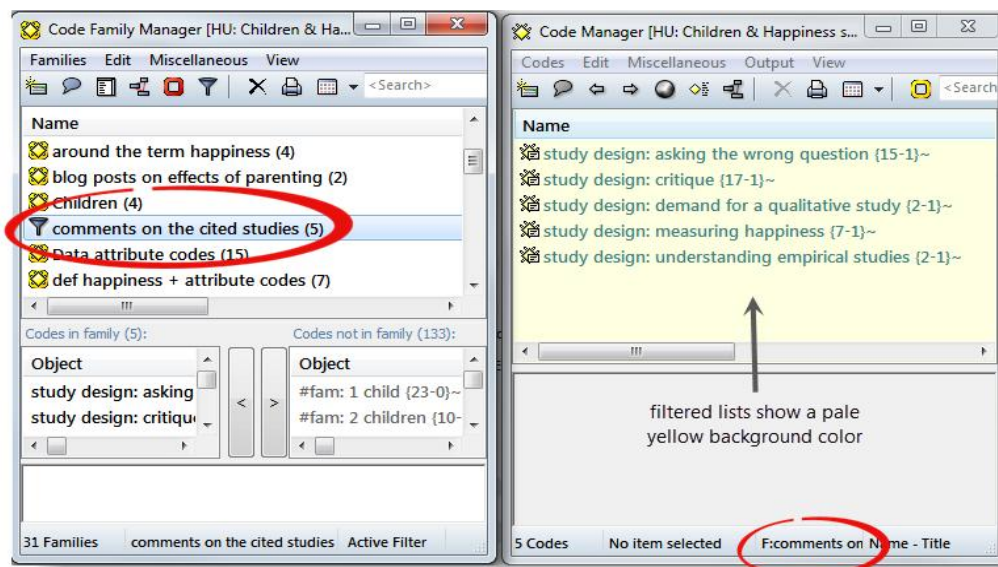 Code Family Manager [HU: Children & Ha...
Families Edit Miscellaneous View
<Search>
Name
around the term happiness (4)
blog posts on effects of parenting (2)
Children (4)
comments on the cited studies (5)
Data attribute codes (15)
def happiness + attribute codes (7)
Codes in family (5):
Codes not in family (133):
Object
study design: asking
study design: critique
<
>
Object
#fam: 1 child {23-0}~
#fam: 2 children {10-
31 Families comments on the cited studies Active Filter
Code Manager [HU: Children & Happiness s...
Codes Edit Miscellaneous Output View
<Search
Name
study design: asking the wrong question {15-1}~
study design: critique {17-1}~
study design: demand for a qualitative study {2-1}~
study design: measuring happiness {7-1}~
study design: understanding empirical studies {2-1}~
filtered lists show a pale
yellow background color
5 Codes No item selected F:comments on Name - Title